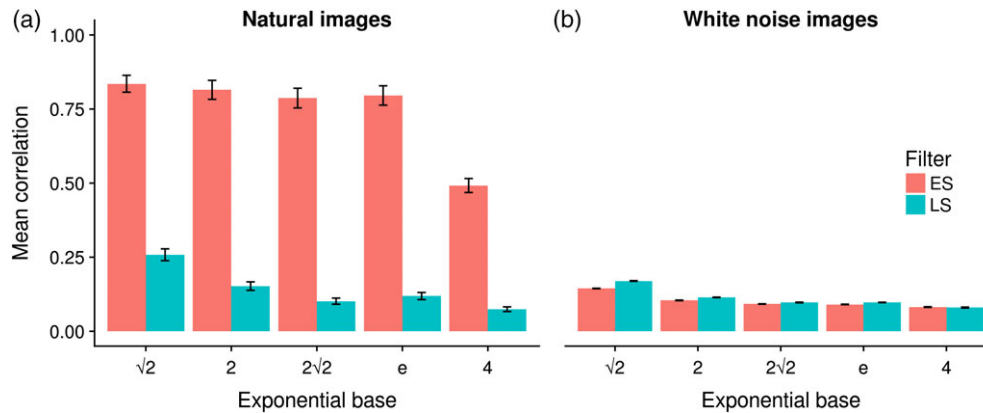 (a) Natural images
(b) White noise images
Mean correlation
1.00
0.75
0.50
0.25
0.00
√2 2 2√2 e 4
Exponential base
√2 2 2√2 e 4
Exponential base
Filter
ES
LS